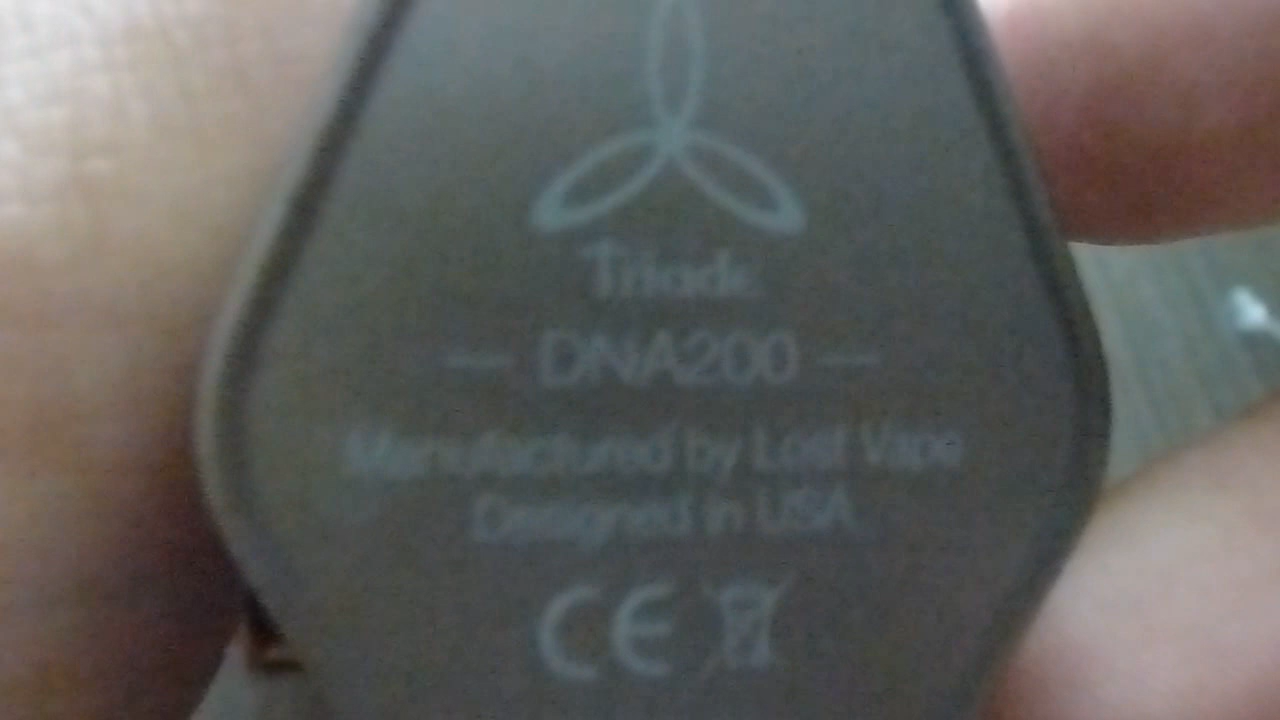 Triade
— DNA200 —
Manufactured by Lost Vape
Designed in USA
CE